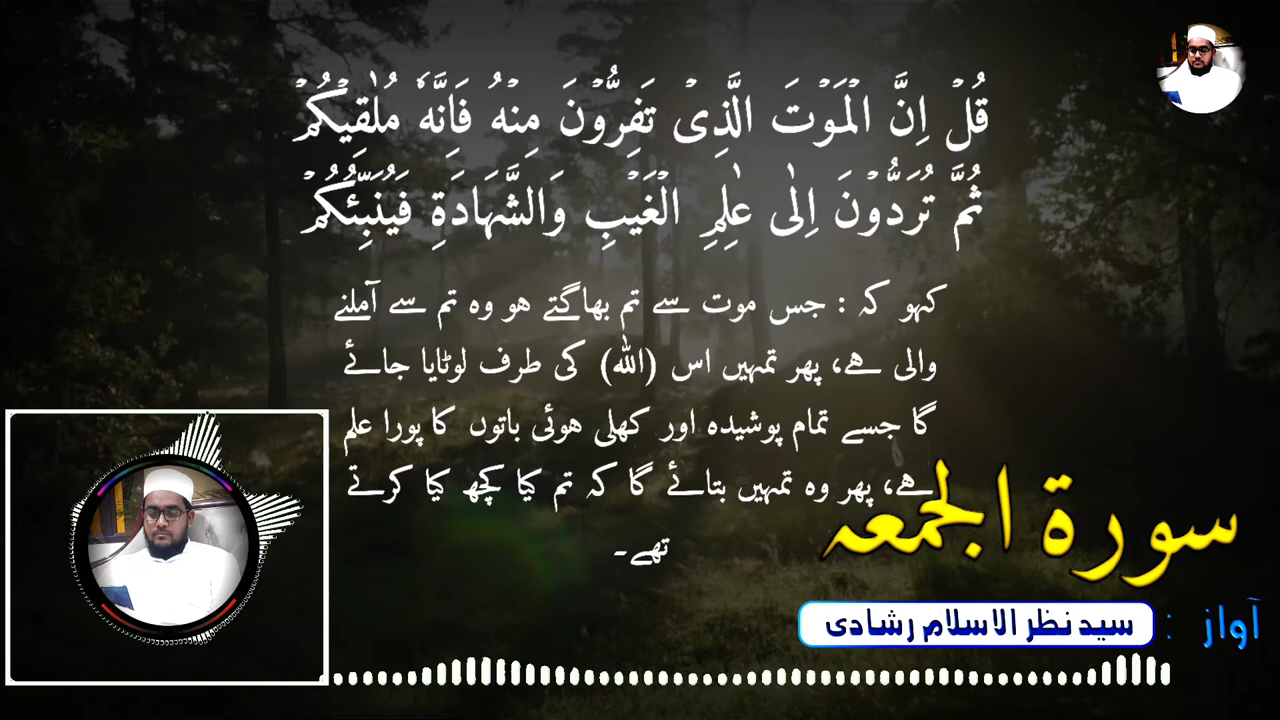 قُلۡ اِنَّ الۡمَوۡتَ الَّذِىۡ تَفِرُّوۡنَ مِنۡهُ فَاِنَّهٗ مُلٰقِيۡكُمۡ
ثُمَّ تُرَدُّوۡنَ اِلٰى عٰلِمِ الۡغَيۡبِ وَالشَّهَادَةِ فَيُنَبِّئُكُمۡ
کہو کہ : جس موت سے تم بھاگتے ہو وہ تم سے آملنے
والی ہے، پھر تمہیں اس (اللہ) کی طرف لوٹایا جائے
گا جسے تمام پوشیدہ اور کھلی ہوئی باتوں کا پورا علم
ہے، پھر وہ تمہیں بتائے گا کہ تم کیا کچھ کیا کرتے
تھے۔
سورۃ الجمعہ
آواز : سید نظر الاسلام رشادی